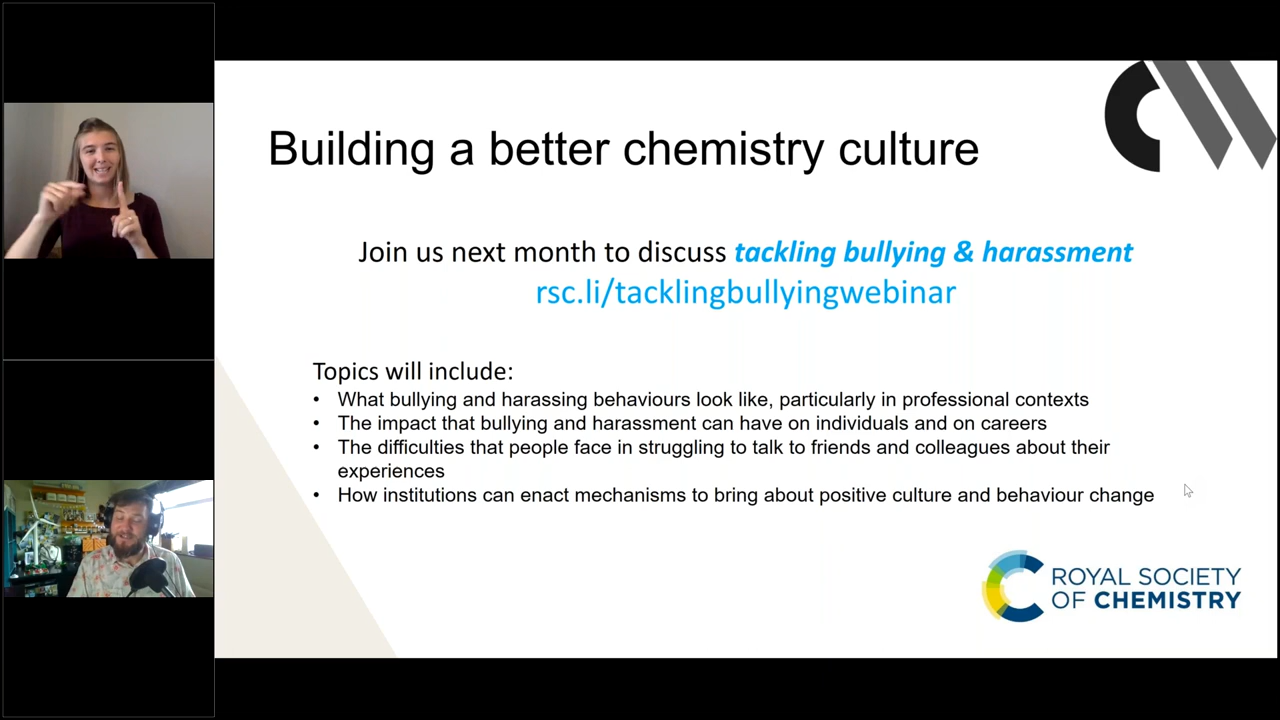 Building a better chemistry culture
Join us next month to discuss tackling bullying & harassment
rsc.li/tacklingbullyingwebinar
Topics will include:
• What bullying and harassing behaviours look like, particularly in professional contexts
• The impact that bullying and harassment can have on individuals and on careers
• The difficulties that people face in struggling to talk to friends and colleagues about their
experiences
• How institutions can enact mechanisms to bring about positive culture and behaviour change
ROYAL SOCIETY
OF CHEMISTRY